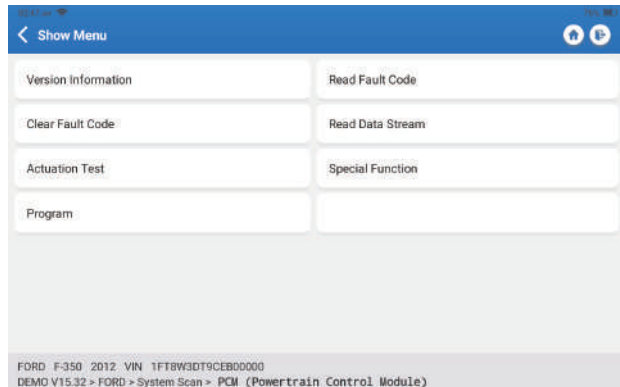 Show Menu
Version Information
Read Fault Code
Clear Fault Code
Read Data Stream
Actuation Test
Special Function
Program
FORD F-350 2012 VIN 1FT8W3DT9CEB00000
DEMO V15.32 > FORD > System Scan > PCM (Powertrain Control Module)